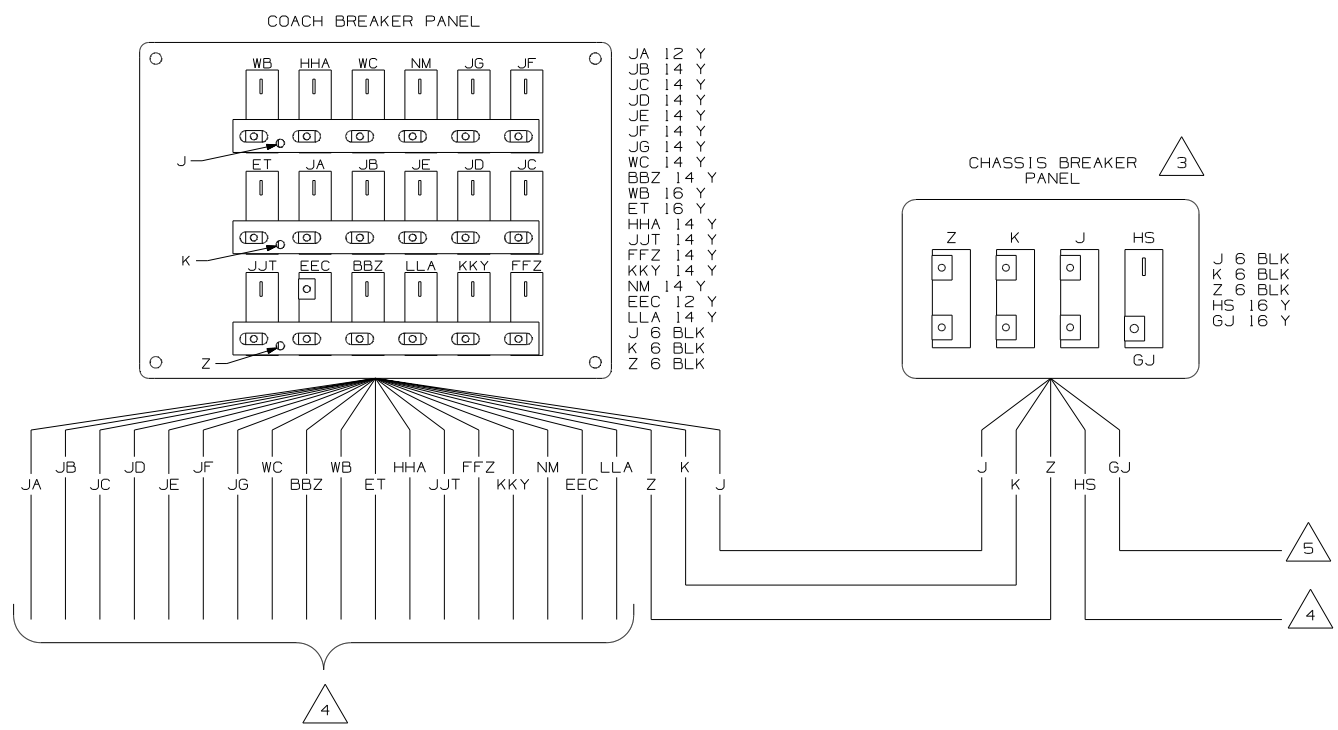 COACH BREAKER PANEL
WB HHA WC NM JG JF
J
ET JA JB JE JD JC
K
JJT EEC BBZ LLA KKY FFZ
Z
JA 12 Y
JB 14 Y
JC 14 Y
JD 14 Y
JE 14 Y
JF 14 Y
JG 14 Y
WC 14 Y
BBZ 14 Y
WB 16 Y
ET 16 Y
HHA 14 Y
JJT 14 Y
FFZ 14 Y
KKY 14 Y
NM 14 Y
EEC 12 Y
LLA 14 Y
J 6 BLK
K 6 BLK
Z 6 BLK
CHASSIS BREAKER
PANEL
3
Z K J HS
GJ
J 6 BLK
K 6 BLK
Z 6 BLK
HS 16 Y
GJ 16 Y
JB JD JF WC WB HHA FFZ NM LLA K
JA JC JE JG BBZ ET JJT KKY EEC Z J
J Z GJ
K HS
5
4
4